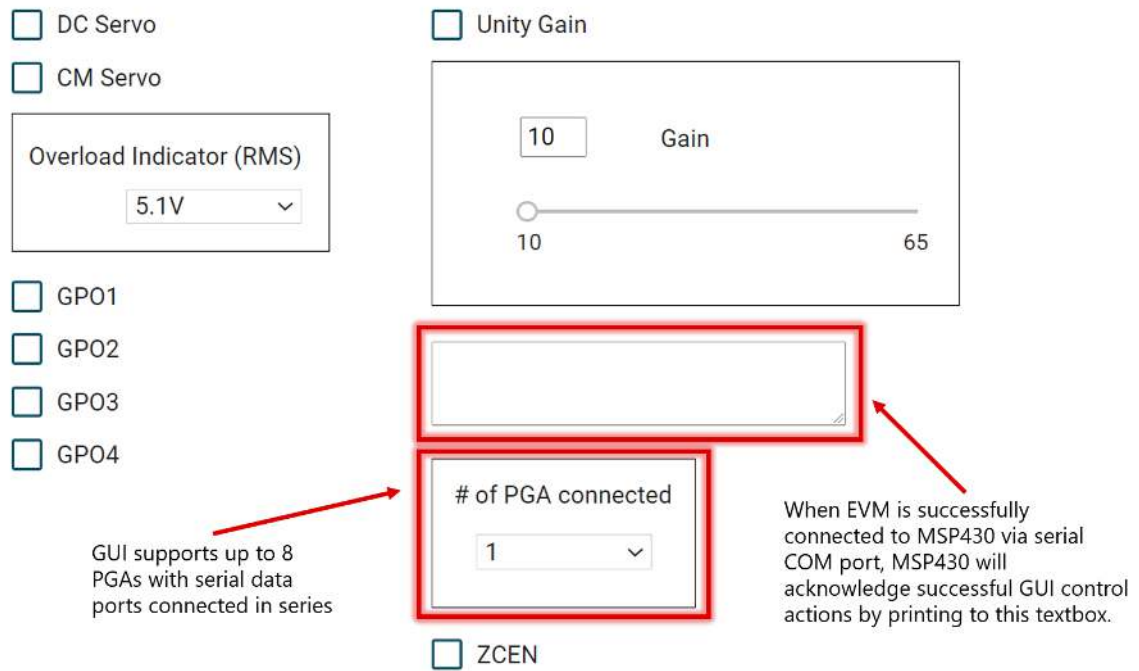 DC Servo
CM Servo
Overload Indicator (RMS)
5.1V
GPO1
GPO2
GPO3
GPO4
GUI supports up to 8
PGAs with serial data
ports connected in series
Unity Gain
10 Gain
10 65
# of PGA connected
1
ZCEN
When EVM is successfully
connected to MSP430 via serial
COM port, MSP430 will
acknowledge successful GUI control
actions by printing to this textbox.